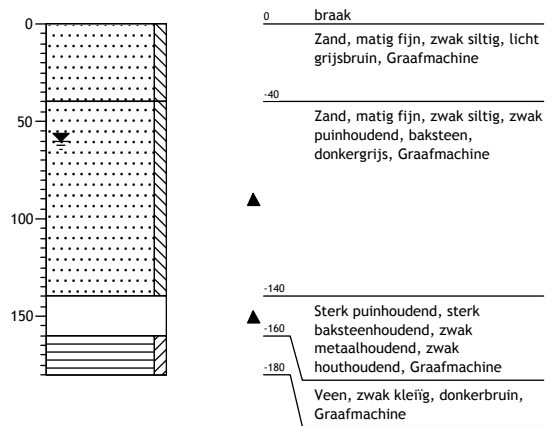 0
50
100
150
0 braak
Zand, matig fijn, zwak siltig, licht
grijsbruin, Graafmachine
-40
Zand, matig fijn, zwak siltig, zwak
puinhoudend, baksteen,
donkergrijs, Graafmachine
-140
Sterk puinhoudend, sterk
baksteenhoudend, zwak
metaalhoudend, zwak
houthoudend, Graafmachine
-160
-180
Veen, zwak kleiïg, donkerbruin,
Graafmachine